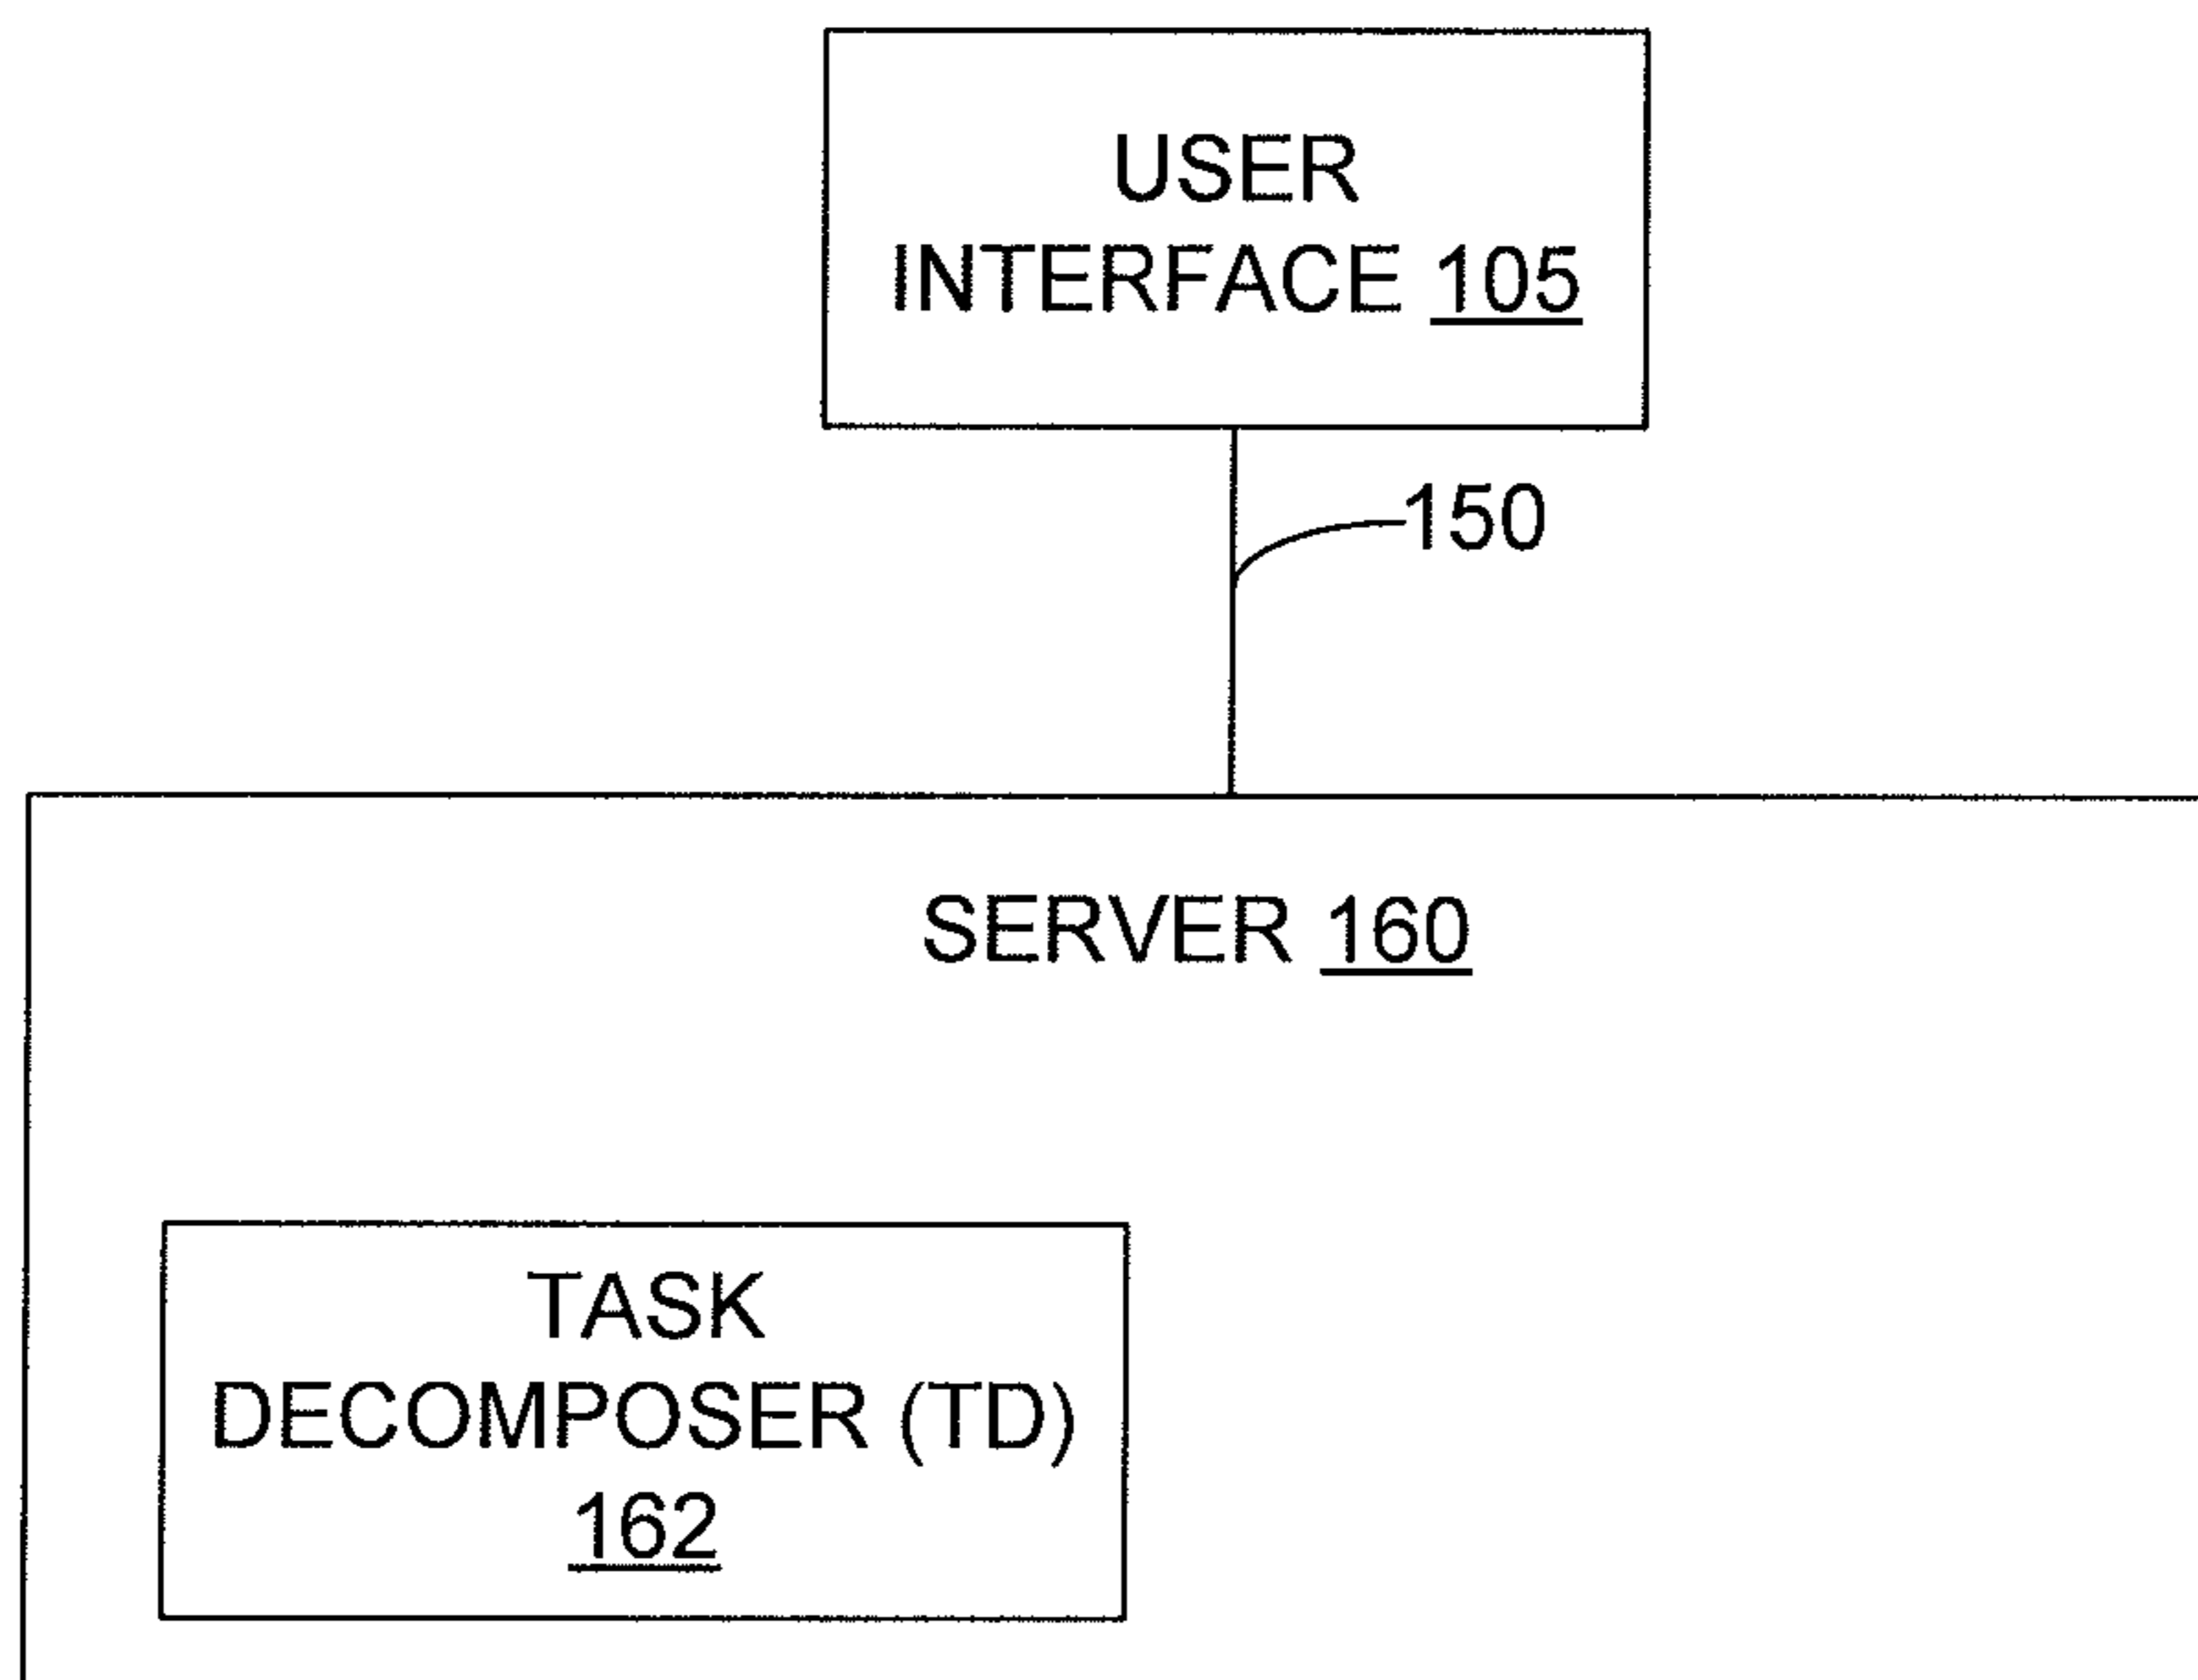 USER
INTERFACE 105
150
SERVER 160
TASK
DECOMPOSER (TD)
162